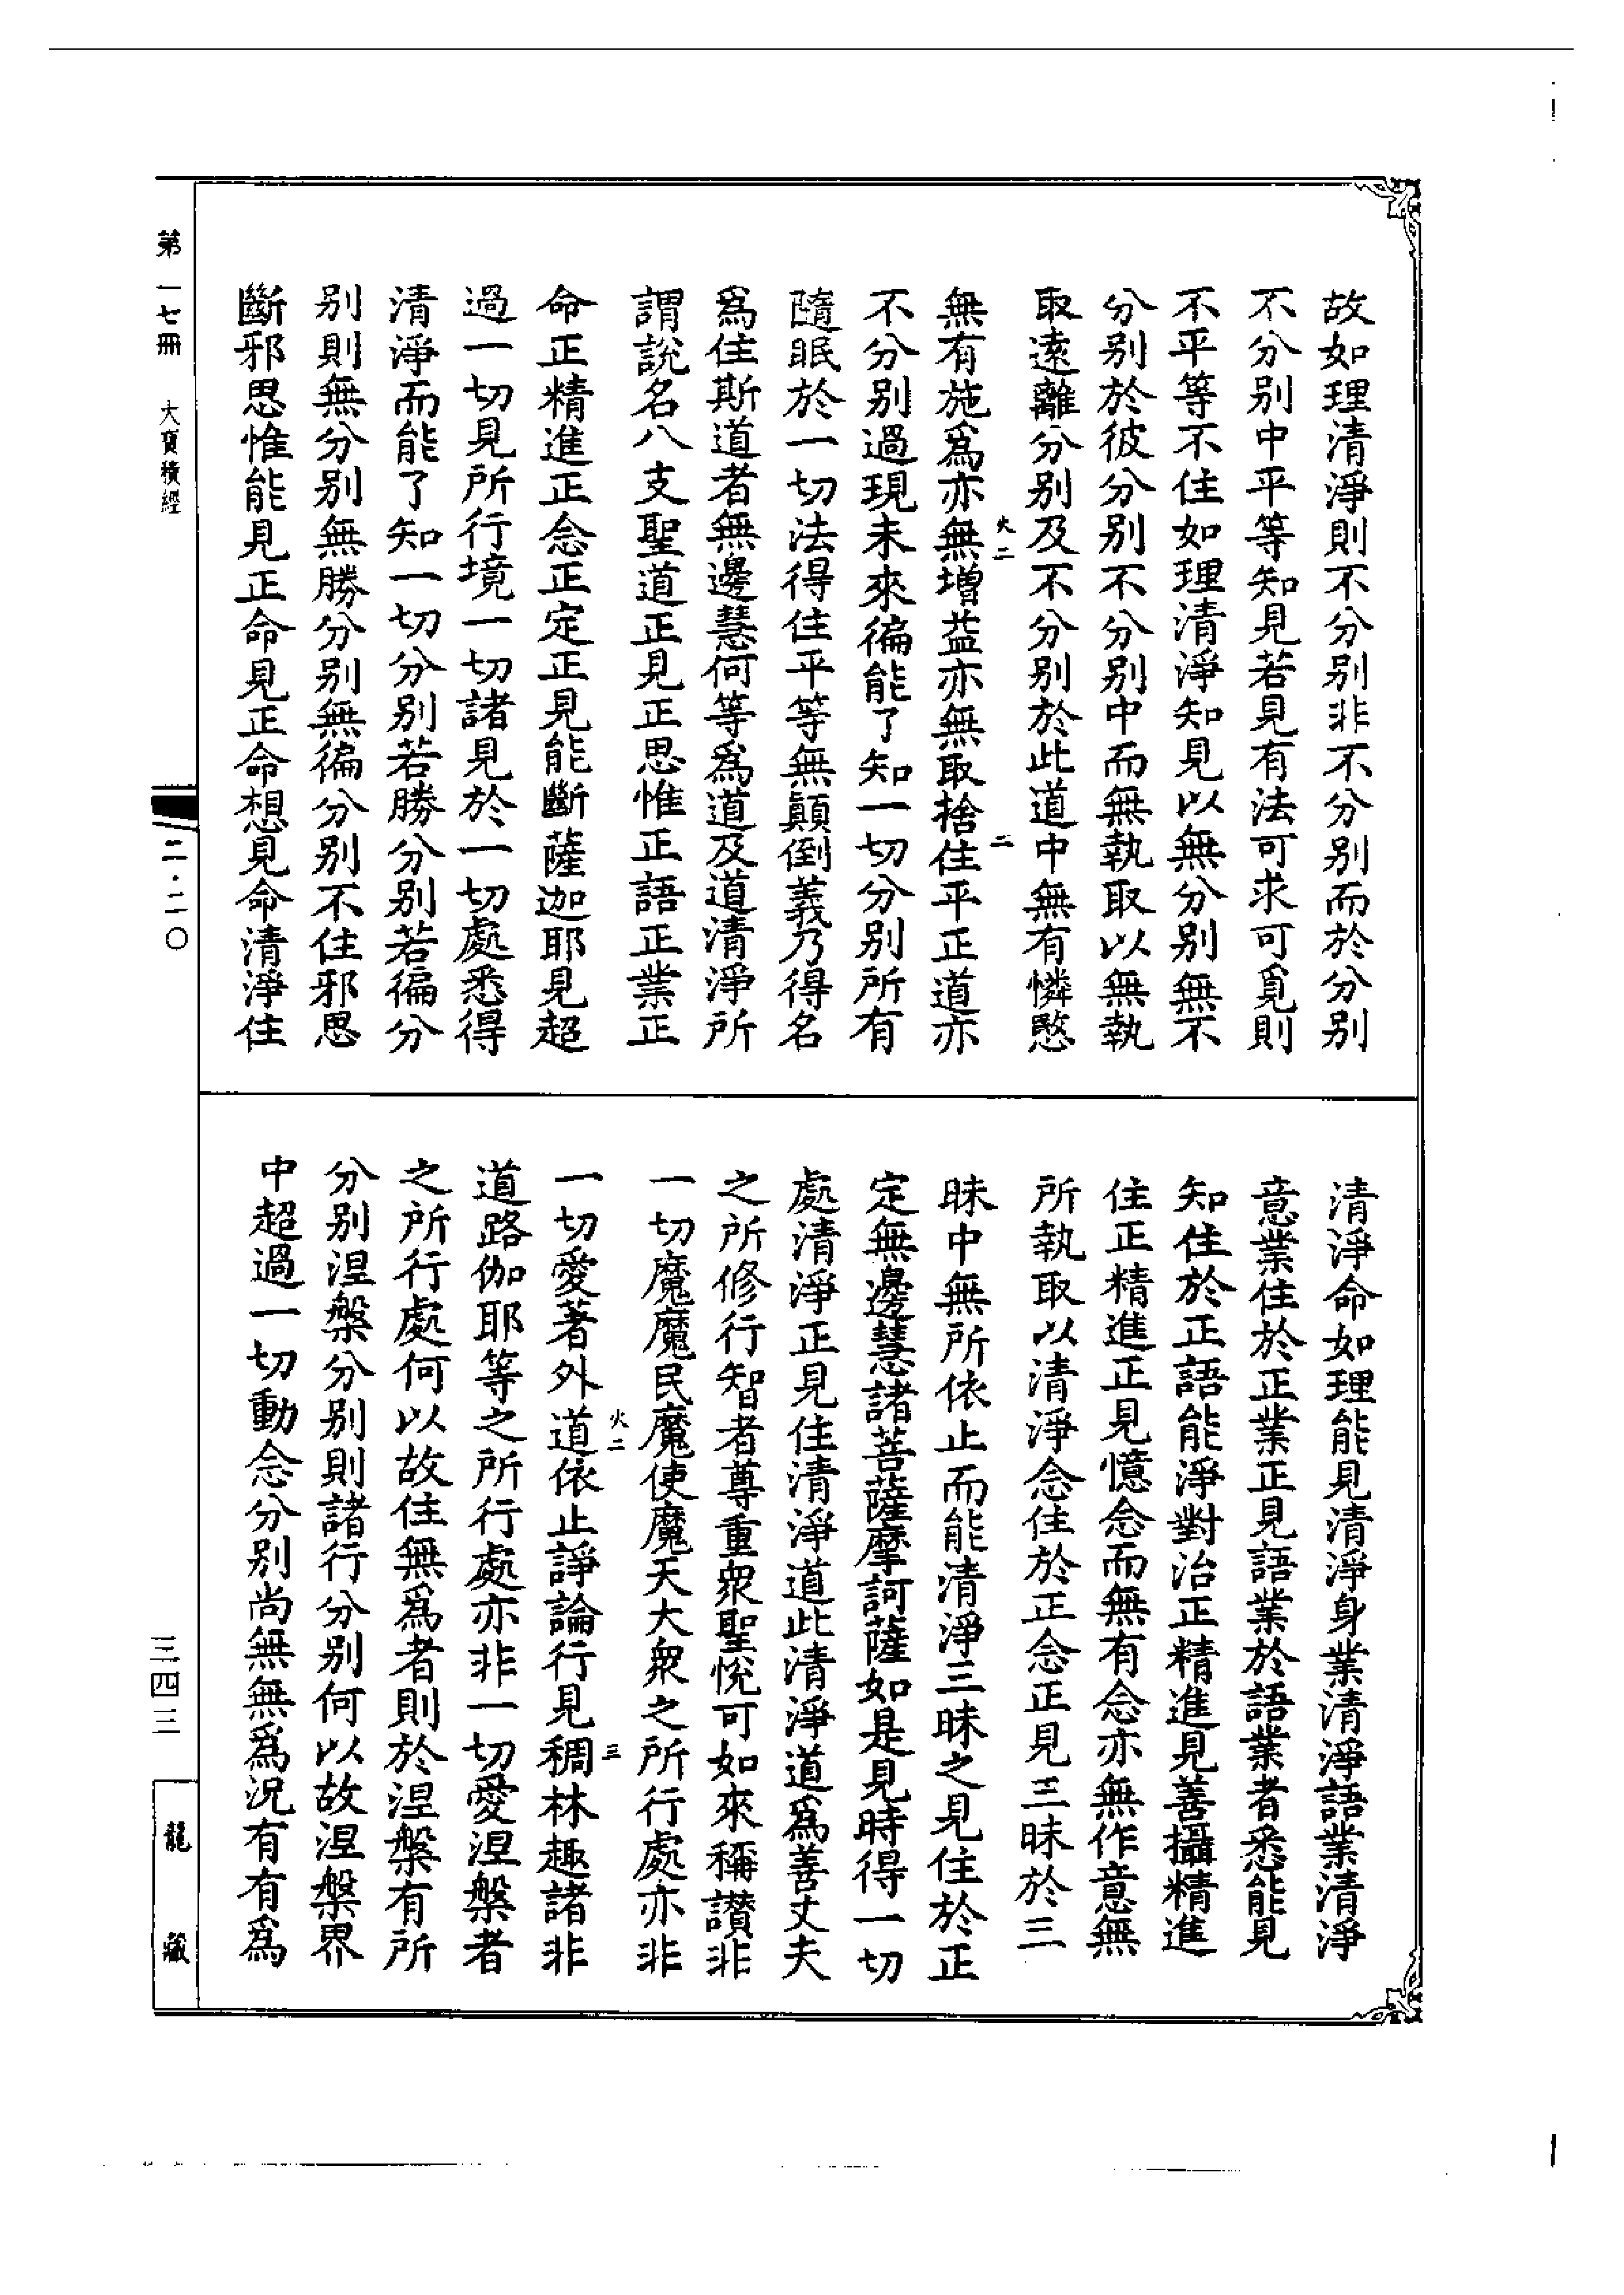 故如理清淨則不分別非不分別而於分別
不分別中平等知見若見有法可求可覓則
不平等不住如理清淨知見以無分別無不
分別於彼分別不分別中而無執取以無執
取遠離分別及不分別於此道中無有憐愍
火二
二
無有施爲亦無增益亦無取捨住平正道亦
不分別過現未來徧能了知一切分別所有
隨眠於一切法得住平等無顛倒義乃得名
爲住斯道者無邊慧何等爲道及道清淨所
謂說名八支聖道正見正思惟正語正業正
命正精進正念正定正見能斷薩迦耶見超
過一切見所行境一切諸見於一切處悉得
清淨而能了知一切分別若勝分別若徧分
別則無分別無勝分別無徧分別不住邪思
斷邪思惟能見正命見正命想見命清淨住
清淨命如理能見清淨身業清淨語業清淨
意業住於正業正見語業於語業者悉能見
知住於正語能淨對治正精進見善攝精進
住正精進正見憶念而無有念亦無作意無
所執取以清淨念住於正念正見三昧於三
昧中無所依止而能清淨三昧之見住於正
定無邊慧諸菩薩摩訶薩如是見時得一切
處清淨正見住清淨道此清淨道爲善丈夫
之所修行智者尊重衆聖悅可如來稱讚非
一切魔魔民魔使魔天大衆之所行處亦非
火二
三
一切愛著外道依止諍論行見稠林趣諸非
道路伽耶等之所行處亦非一切愛涅槃者
之所行處何以故住無爲者則於涅槃有所
分別涅槃分別則諸行分別何以故涅槃界
中超過一切動念分別尚無無爲況有有爲
第一七冊
大寶積經
二·二〇
三四三
龍藏